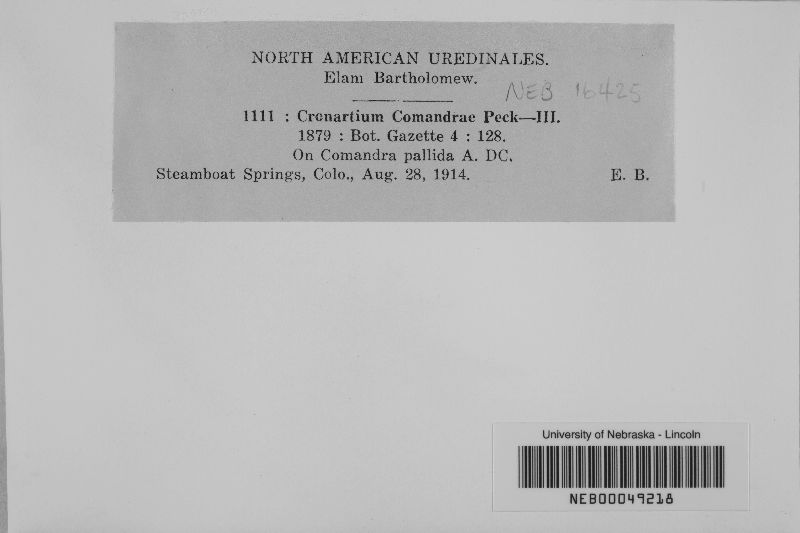 NORTH AMERICAN UREDINALES.
Elam Bartholomew.
NEB 16425
1111 : Cronartium Comandrae Peck—III.
1879 : Bot. Gazette 4 : 128.
On Comandra pallida A. DC.
Steamboat Springs, Colo., Aug. 28, 1914. E. B.
University of Nebraska - Lincoln
NEB00049218